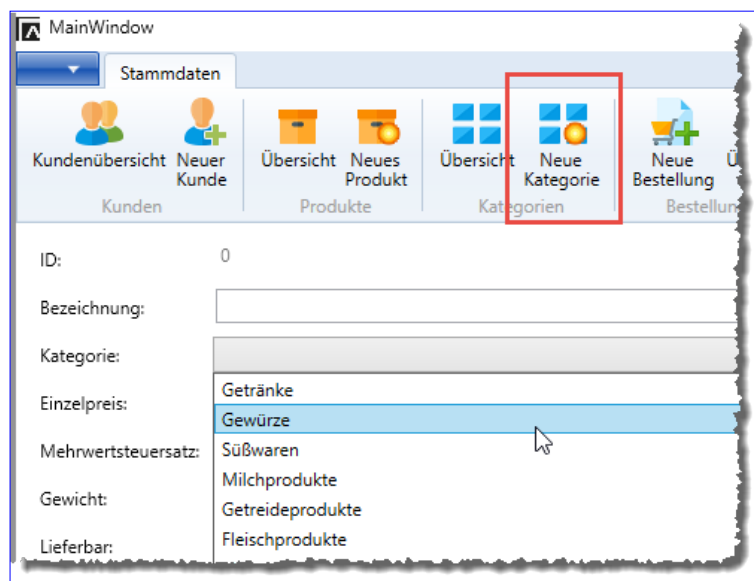 MainWindow
Stammdaten
Kundenübersicht Neuer Kunde
Übersicht Neues Produkt
Übersicht Neue Kategorie
Neue Bestellung
Kunden Produkte Kategorien
ID: 0
Bezeichnung:
Kategorie:
Getränke
Einzelpreis:
Gewürze
Mehrwertsteuersatz: Süßwaren
Milchprodukte
Gewicht:
Getreideprodukte
Fleischprodukte
Lieferbar: